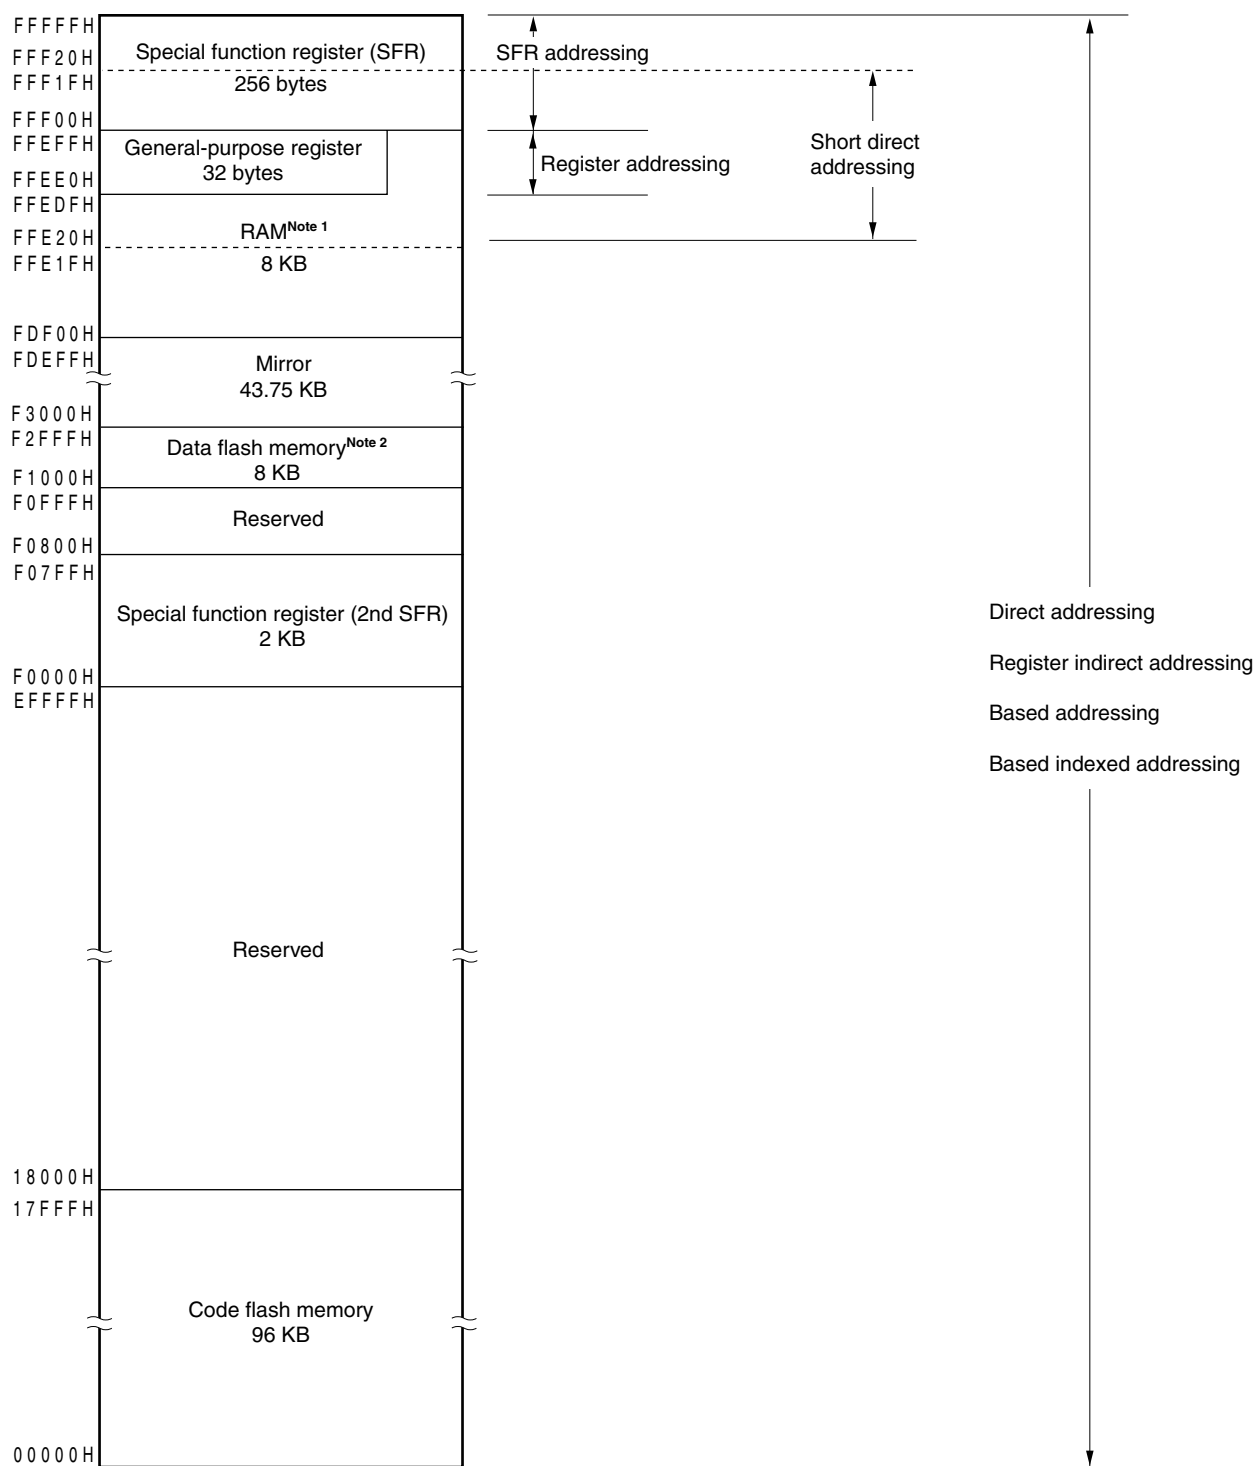 FFFFFH
Special function register (SFR)
SFR addressing
FFF20H
FFF1FH
256 bytes
FFF00H
FFEFFH
General-purpose register
32 bytes
Register addressing
Short direct
addressing
FFEE0H
FFEDFH
RAMNote 1
FFE20H
FFE1FH
8 KB
FDF00H
FDEFFH
Mirror
43.75 KB
F3000H
F2FFFH
Data flash memoryNote 2
8 KB
F1000H
F0FFFH
Reserved
F0800H
F07FFH
Special function register (2nd SFR)
2 KB
Direct addressing
Register indirect addressing
Based addressing
Based indexed addressing
F0000H
EFFFFH
Reserved
18000H
17FFFH
Code flash memory
96 KB
00000H